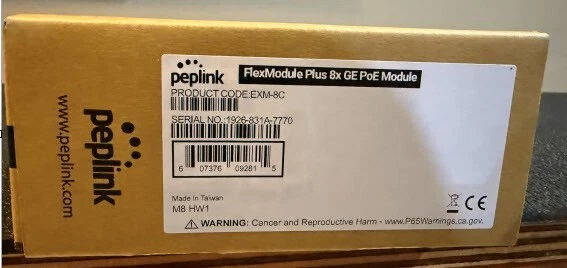 peplink
www.peplink.com
peplink
FlexModule Plus 8x GE PoE Module
PRODUCT CODE:EXM-8C
SERIAL NO.:1926-831A-7770
6 07376 09281 5
Made in Taiwan
M8 HW1
WARNING: Cancer and Reproductive Harm - www.P65Warnings.ca.gov.
CE